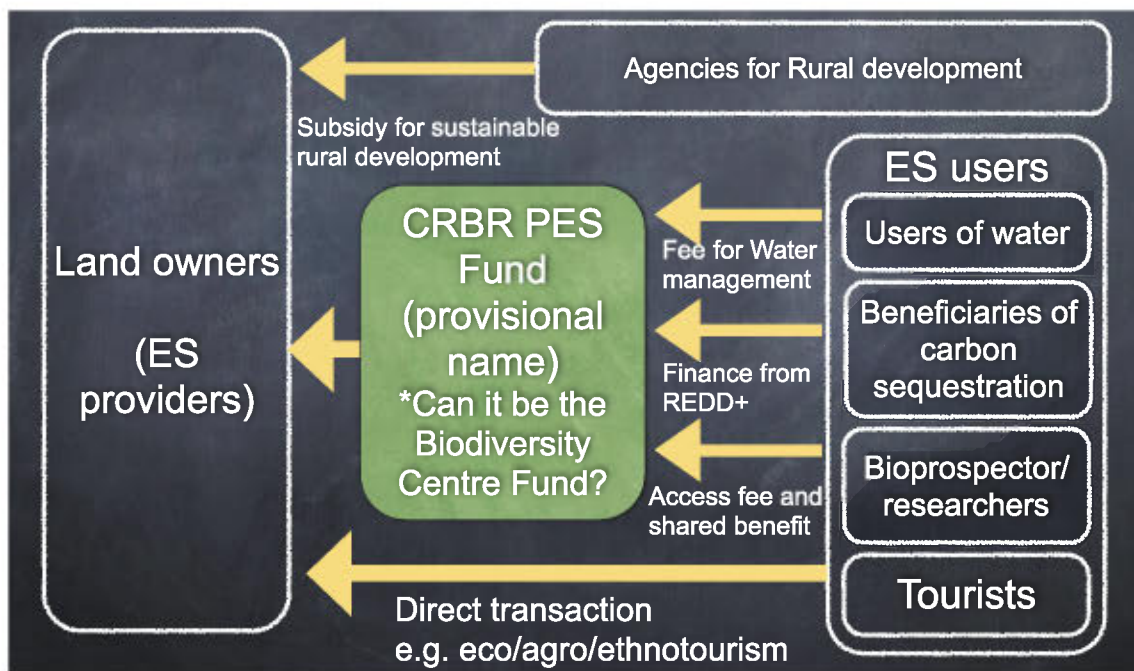 Agencies for Rural development
Subsidy for sustainable
rural development
Land owners
(ES
providers)
CRBR PES
Fund
(provisional
name)
*Can it be the
Biodiversity
Centre Fund?
Fee for Water
management
Finance from
REDD+
Access fee and
shared benefit
ES users
Users of water
Beneficiaries of
carbon
sequestration
Bioprospector/
researchers
Tourists
Direct transaction
e.g. eco/agro/ethnotourism